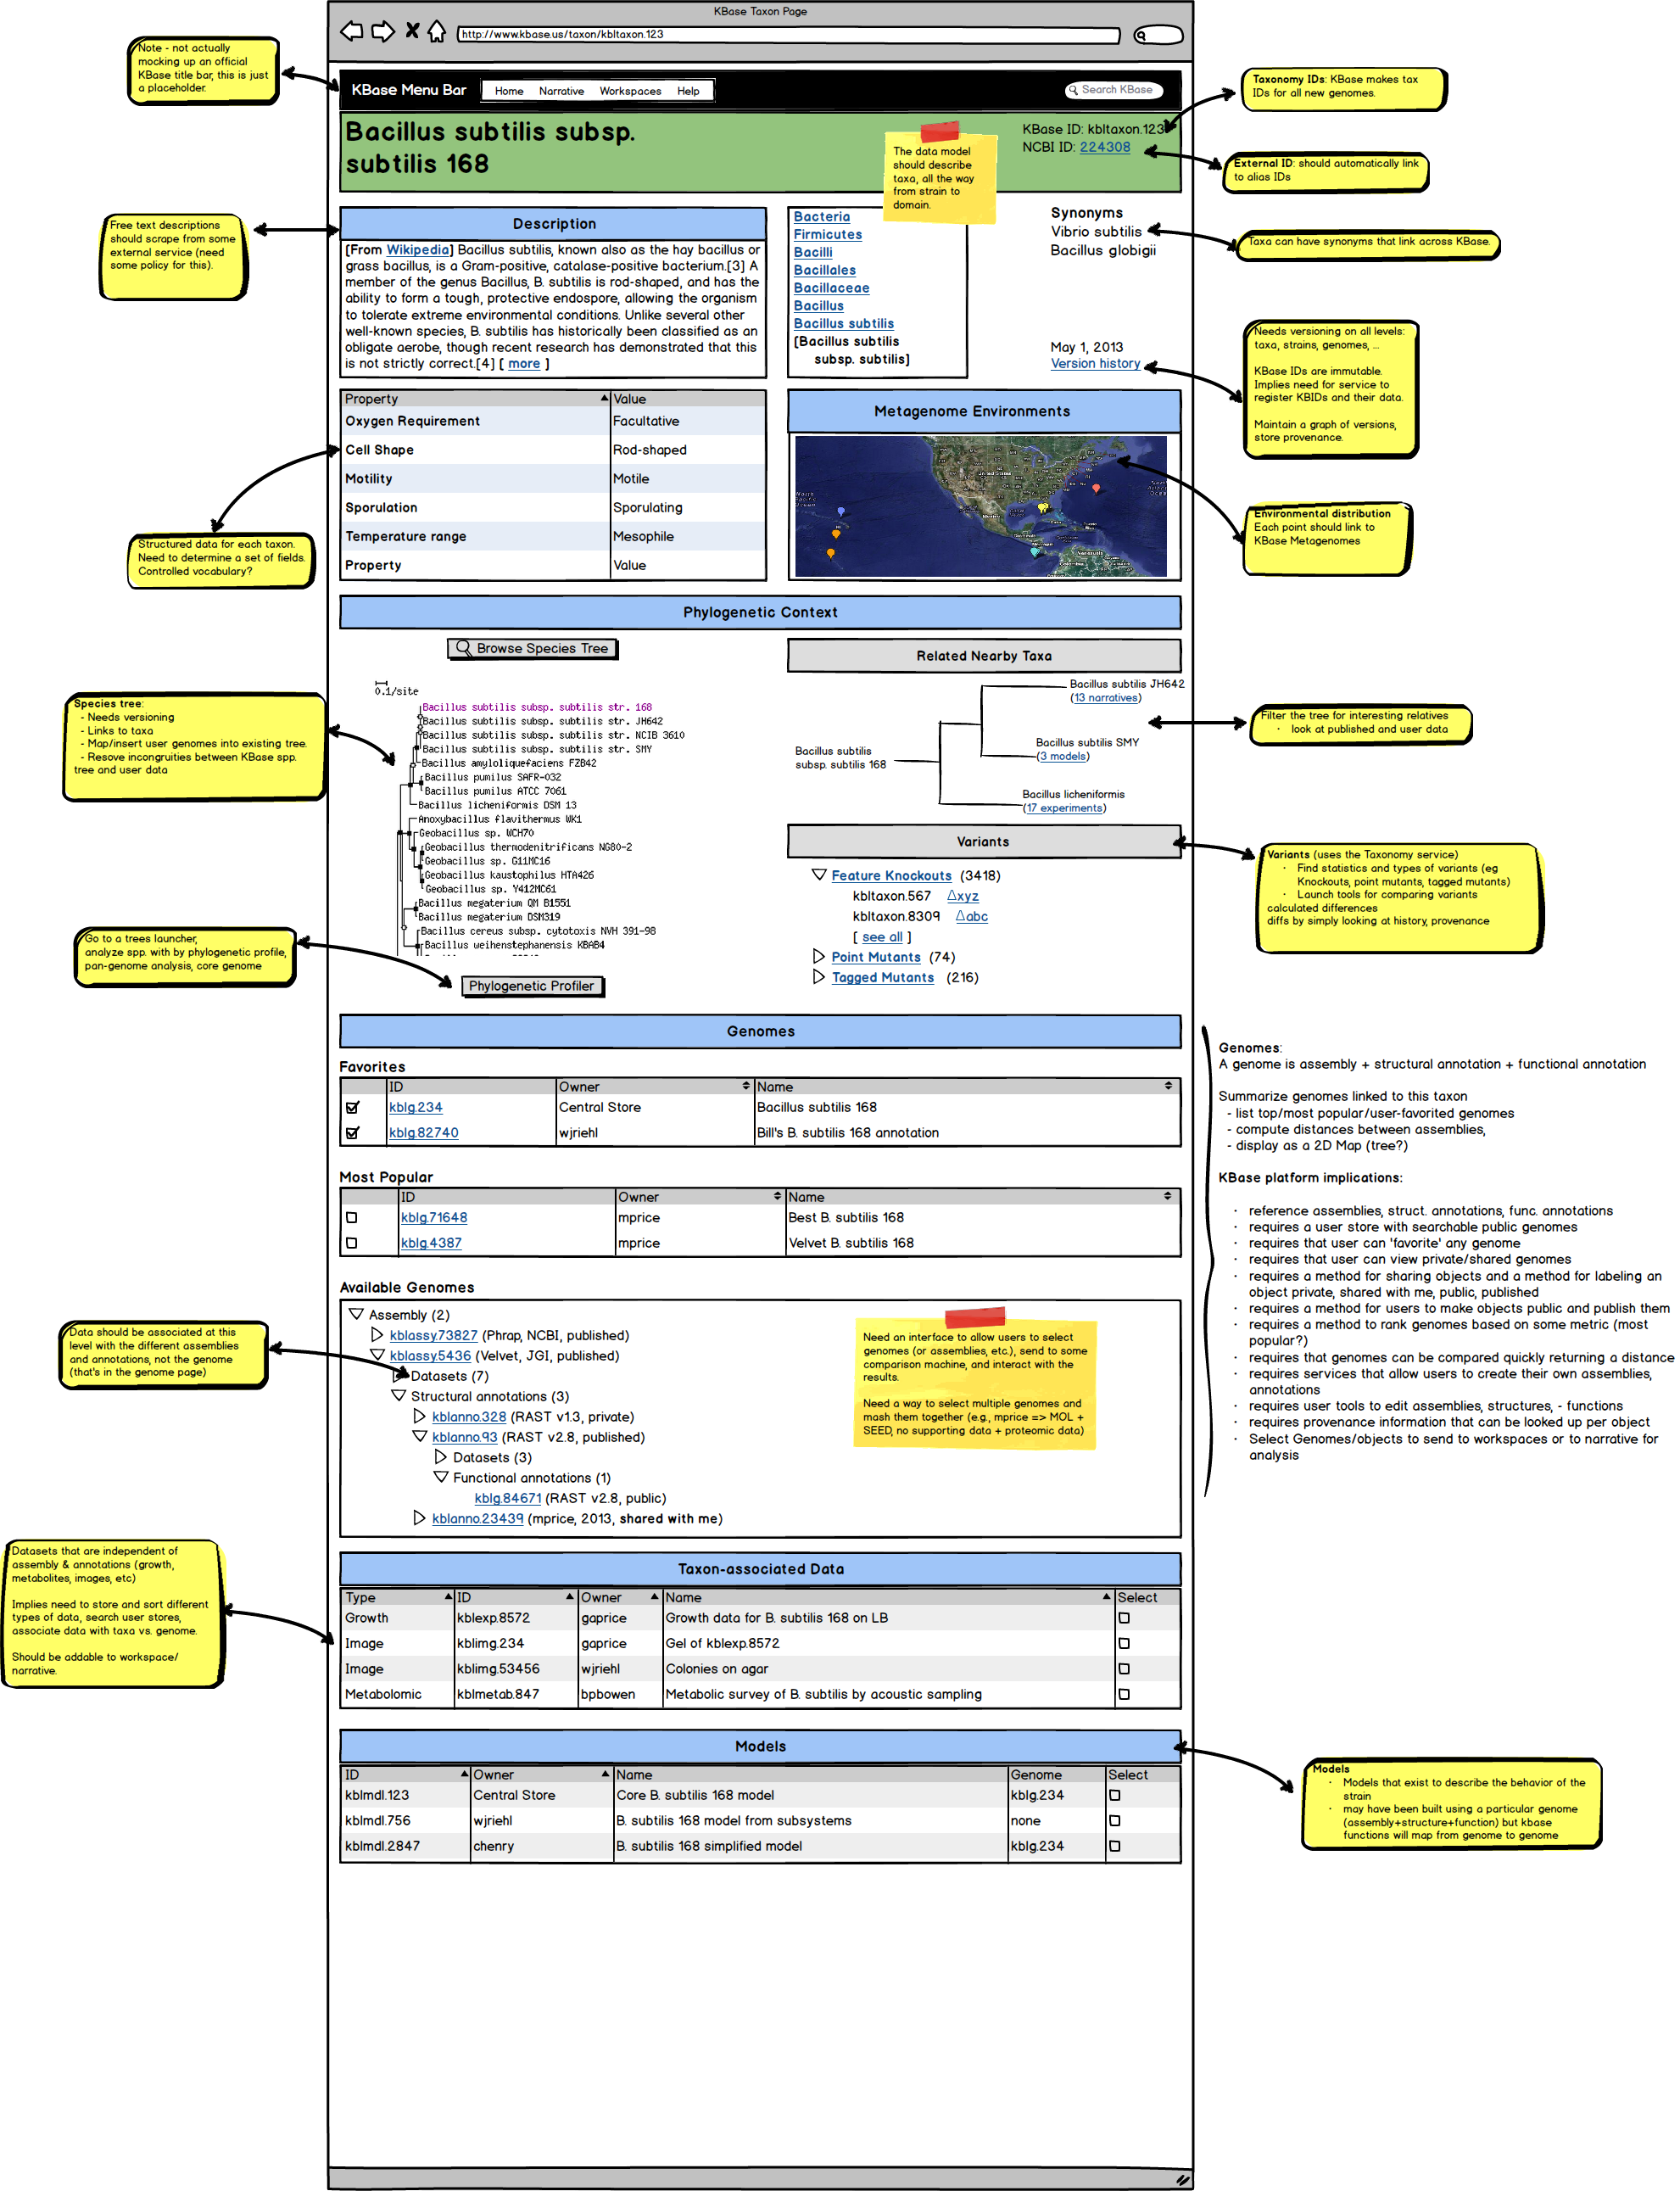 KBase Taxon Page
http://www.kbase.us/taxon/kbltaxon.123
Note - not actually
mocking up an official
KBase title bar, this is just
a placeholder.
KBase Menu Bar
Home Narrative Workspaces Help
Search KBase
Taxonomy IDs: KBase makes tax
IDs for all new genomes.
Bacillus subtilis subsp.
subtilis 168
The data model
should describe
taxa, all the way
from strain to
domain.
KBase ID: kbltaxon.123
NCBI ID: 224308
External ID: should automatically link
to alias IDs
Free text descriptions
should scrape from some
external service (need
some policy for this).
Description
[From Wikipedia] Bacillus subtilis, known also as the hay bacillus or
grass bacillus, is a Gram-positive, catalase-positive bacterium.[3] A
member of the genus Bacillus, B. subtilis is rod-shaped, and has the
ability to form a tough, protective endospore, allowing the organism
to tolerate extreme environmental conditions. Unlike several other
well-known species, B. subtilis has historically been classified as an
obligate aerobe, though recent research has demonstrated that this
is not strictly correct.[4] [ more ]
Bacteria
Firmicutes
Bacilli
Bacillales
Bacillaceae
Bacillus
Bacillus subtilis
[Bacillus subtilis
subsp. subtilis]
Synonyms
Vibrio subtilis
Bacillus globigii
Taxa can have synonyms that link across KBase.
May 1, 2013
Version history
Needs versioning on all levels:
taxa, strains, genomes, ...
KBase IDs are immutable.
Implies need for service to
register KBIDs and their data.
Maintain a graph of versions,
store provenance.
Property Value
Oxygen Requirement Facultative
Cell Shape Rod-shaped
Motility Motile
Sporulation Sporulating
Temperature range Mesophile
Property Value
Structured data for each taxon.
Need to determine a set of fields.
Controlled vocabulary?
Metagenome Environments
Environmental distribution
Each point should link to
KBase Metagenomes
Phylogenetic Context
Browse Species Tree
0.1/site
Bacillus subtilis subsp. subtilis str. 168
Bacillus subtilis subsp. subtilis str. JH642
Bacillus subtilis subsp. subtilis str. NCIB 3610
Bacillus subtilis subsp. subtilis str. SMY
Bacillus amyloliquefaciens FZB42
Bacillus pumilus SAFR-032
Bacillus pumilus ATCC 7061
Bacillus licheniformis DSM 13
Anoxybacillus flavithermus WK1
Geobacillus sp. WCH70
Geobacillus thermodenitrificans NG80-2
Geobacillus sp. G11MC16
Geobacillus kaustophilus HTA426
Geobacillus sp. Y412MC61
Bacillus megaterium QM B1551
Bacillus megaterium DSM319
Bacillus cereus subsp. cytotoxis NVH 391-98
Bacillus weihenstephanensis KBAB4
Species tree:
- Needs versioning
- Links to taxa
- Map/insert user genomes into existing tree.
- Resove incongruities between KBase spp.
tree and user data
Go to a trees launcher,
analyze spp. with by phylogenetic profile,
pan-genome analysis, core genome
Phylogenetic Profiler
Related Nearby Taxa
Bacillus subtilis JH642
(13 narratives)
Bacillus subtilis
subsp. subtilis 168
Bacillus subtilis SMY
(3 models)
Bacillus licheniformis
(17 experiments)
Filter the tree for interesting relatives
· look at published and user data
Variants
Feature Knockouts (3418)
kbltaxon.567 Δxyz
kbltaxon.8309 Δabc
[ see all ]
Point Mutants (74)
Tagged Mutants (216)
Variants (uses the Taxonomy service)
· Find statistics and types of variants (eg
Knockouts, point mutants, tagged mutants)
· Launch tools for comparing variants
calculated differences
diffs by simply looking at history, provenance
Genomes
Favorites
ID Owner Name
kblg.234 Central Store Bacillus subtilis 168
kblg.82740 wjriehl Bill's B. subtilis 168 annotation
Most Popular
ID Owner Name
kblg.71648 mprice Best B. subtilis 168
kblg.4387 mprice Velvet B. subtilis 168
Available Genomes
Assembly (2)
kblassy.73827 (Phrap, NCBI, published)
kblassy.5436 (Velvet, JGI, published)
Datasets (7)
Structural annotations (3)
kblanno.328 (RAST v1.3, private)
kblanno.93 (RAST v2.8, published)
Datasets (3)
Functional annotations (1)
kblg.84671 (RAST v2.8, public)
kblanno.23439 (mprice, 2013, shared with me)
Need an interface to allow users to select
genomes (or assemblies, etc.), send to some
comparison machine, and interact with the
results.
Need a way to select multiple genomes and
mash them together (e.g., mprice => MOL +
SEED, no supporting data + proteomic data)
Data should be associated at this
level with the different assemblies
and annotations, not the genome
(that's in the genome page)
Genomes:
A genome is assembly + structural annotation + functional annotation
Summarize genomes linked to this taxon
- list top/most popular/user-favorited genomes
- compute distances between assemblies,
- display as a 2D Map (tree?)
KBase platform implications:
· reference assemblies, struct. annotations, func. annotations
· requires a user store with searchable public genomes
· requires that user can 'favorite' any genome
· requires that user can view private/shared genomes
· requires a method for sharing objects and a method for labeling an
object private, shared with me, public, published
· requires a method for users to make objects public and publish them
· requires a method to rank genomes based on some metric (most
popular?)
· requires that genomes can be compared quickly returning a distance
· requires services that allow users to create their own assemblies,
annotations
· requires user tools to edit assemblies, structures, - functions
· requires provenance information that can be looked up per object
· Select Genomes/objects to send to workspaces or to narrative for
analysis
Datasets that are independent of
assembly & annotations (growth,
metabolites, images, etc)
Implies need to store and sort different
types of data, search user stores,
associate data with taxa vs. genome.
Should be addable to workspace/
narrative.
Taxon-associated Data
Type ID Owner Name Select
Growth kblexp.8572 gaprice Growth data for B. subtilis 168 on LB
Image kblimg.234 gaprice Gel of kblexp.8572
Image kblimg.53456 wjriehl Colonies on agar
Metabolomic kblmetab.847 bpbowen Metabolic survey of B. subtilis by acoustic sampling
Models
ID Owner Name Genome Select
kblmdl.123 Central Store Core B. subtilis 168 model kblg.234
kblmdl.756 wjriehl B. subtilis 168 model from subsystems none
kblmdl.2847 chenry B. subtilis 168 simplified model kblg.234
Models
· Models that exist to describe the behavior of the
strain
· may have been built using a particular genome
(assembly+structure+function) but kbase
functions will map from genome to genome